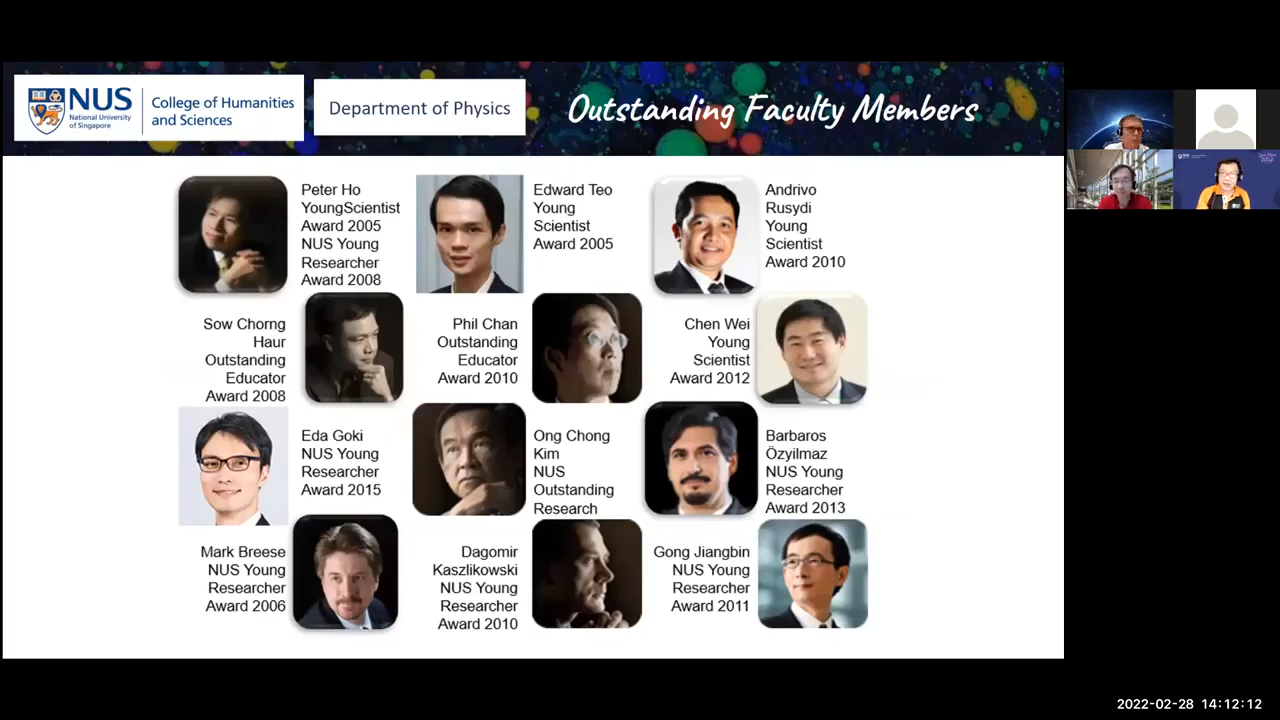 NUS
National University
of Singapore
College of Humanities
and Sciences
Department of Physics
Outstanding Faculty Members
Peter Ho
YoungScientist
Award 2005
NUS Young
Researcher
Award 2008
Edward Teo
Young
Scientist
Award 2005
Andrivo
Rusydi
Young
Scientist
Award 2010
Sow Chorng
Haur
Outstanding
Educator
Award 2008
Phil Chan
Outstanding
Educator
Award 2010
Chen Wei
Young
Scientist
Award 2012
Eda Goki
NUS Young
Researcher
Award 2015
Ong Chong
Kim
NUS
Outstanding
Research
Barbaros
Özyilmaz
NUS Young
Researcher
Award 2013
Mark Breese
NUS Young
Researcher
Award 2006
Dagomir
Kaszlikowski
NUS Young
Researcher
Award 2010
Gong Jiangbin
NUS Young
Researcher
Award 2011
2022-02-28 14:12:12